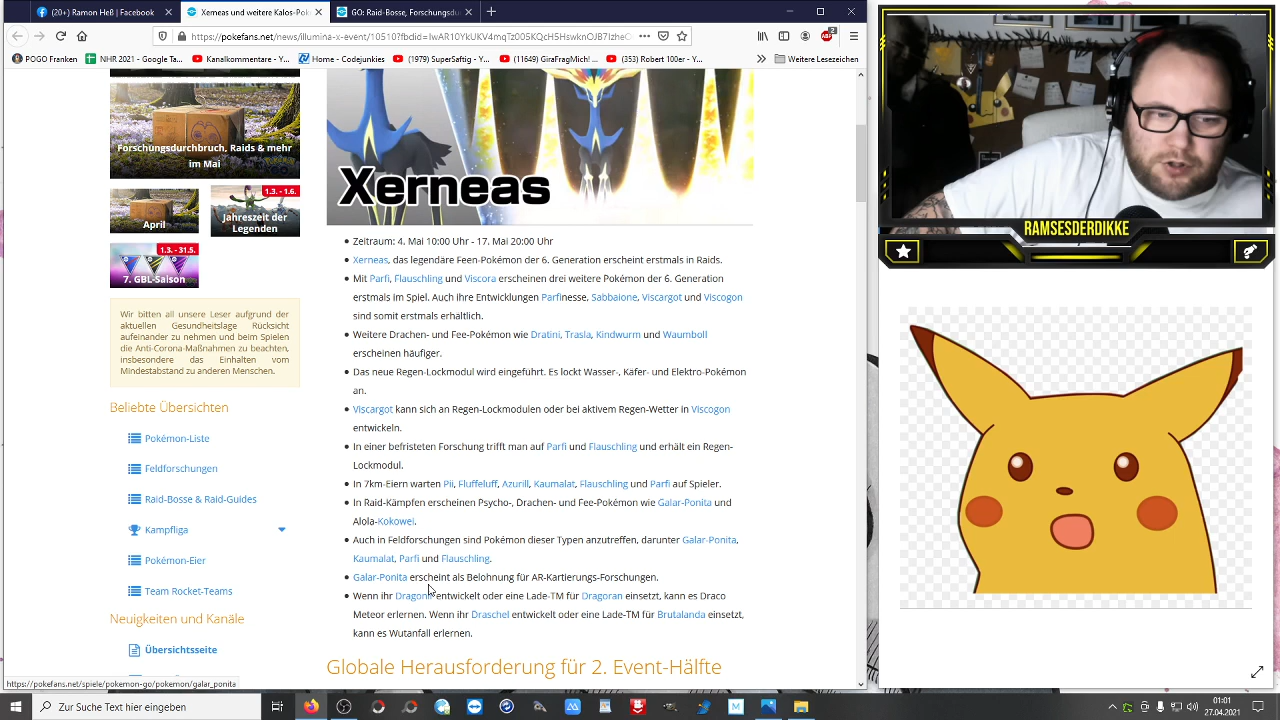 (20+) Ramon Heß | Facebook
Xerneas und weitere Kalos-Pok
GO: Raid-Bosse, Forschungsdu
https://pokefans.net/news/illumina-x-e
Weitere Lesezeichen
POGO Franken
NHR 2021 - Google Ta...
Kanalkommentare - Y...
Home - Codejunkies
(1979) SuperSaftig - Y...
(11649) GiraFragMich! ...
(353) Robert 100er - Y...
Forschungsdurchbruch, Raids & mehr
im Mai
April
1.3. - 1.6.
Jahreszeit der
Legenden
1.3. - 31.5.
7. GBL-Saison
Wir bitten all unsere Leser aufgrund der
aktuellen Gesundheitslage Rücksicht
aufeinander zu nehmen und beim Spielen
die Anti-Corona-Maßnahmen zu beachten,
insbesondere das Einhalten vom
Mindestabstand zu anderen Menschen.
Beliebte Übersichten
Pokémon-Liste
Feldforschungen
Raid-Bosse & Raid-Guides
Kampfliga
Pokémon-Eier
Team Rocket-Teams
Neuigkeiten und Kanäle
Übersichtsseite
Xerneas
Zeitraum: 4. Mai 10:00 Uhr - 17. Mai 20:00 Uhr
Xerneas, das legendäre Feen-Pokémon der 6. Generation erscheint erstmals in Raids.
Mit Parfi, Flauschling und Viscora erscheinen drei weitere Pokémon der 6. Generation
erstmals im Spiel. Auch ihre Entwicklungen Parfinesse, Sabbaione, Viscargot und Viscogon
sind somit erstmals erhältlich.
Weitere Drachen- und Fee-Pokémon wie Dratini, Trasla, Kindwurm und Waumboll
erscheinen häufiger.
Das neue Regen-Lockmodul wird eingeführt. Es lockt Wasser-, Käfer- und Elektro-Pokémon
an.
Viscargot kann sich an Regen-Lockmodulen oder bei aktivem Regen-Wetter in Viscogon
entwickeln.
In einer befristeten Forschung trifft man auf Parfi und Flauschling und erhält ein Regen-
Lockmodul.
In 7km-Eiern warten Pii, Fluffeluff, Azurill, Kaumalat, Flauschling und Parfi auf Spieler.
In Raid-Kämpfen erscheinen Psycho-, Drachen- und Fee-Pokémon wie Galar-Ponita und
Alola-Kokowei.
Auch in Feldforschungen sind Pokémon dieser Typen anzutreffen, darunter Galar-Ponita,
Kaumalat, Parfi und Flauschling.
Galar-Ponita erscheint als Belohnung für AR-Kartierungs-Forschungen.
Wenn ihr Dragonir entwickelt oder eine Lade-TM für Dragoran einsetzt, kann es Draco
Meteor erlernen. Wenn ihr Draschel entwickelt oder eine Lade-TM für Brutalanda einsetzt,
kann es Wutanfall erlernen.
Globale Herausforderung für 2. Event-Hälfte
https://pokefans.net/spiele/pokemon-go/pokemon/galar_ponita
RAMSESDERDIKKE
Zur Suche Text hier eingeben
01:01
27.04.2021